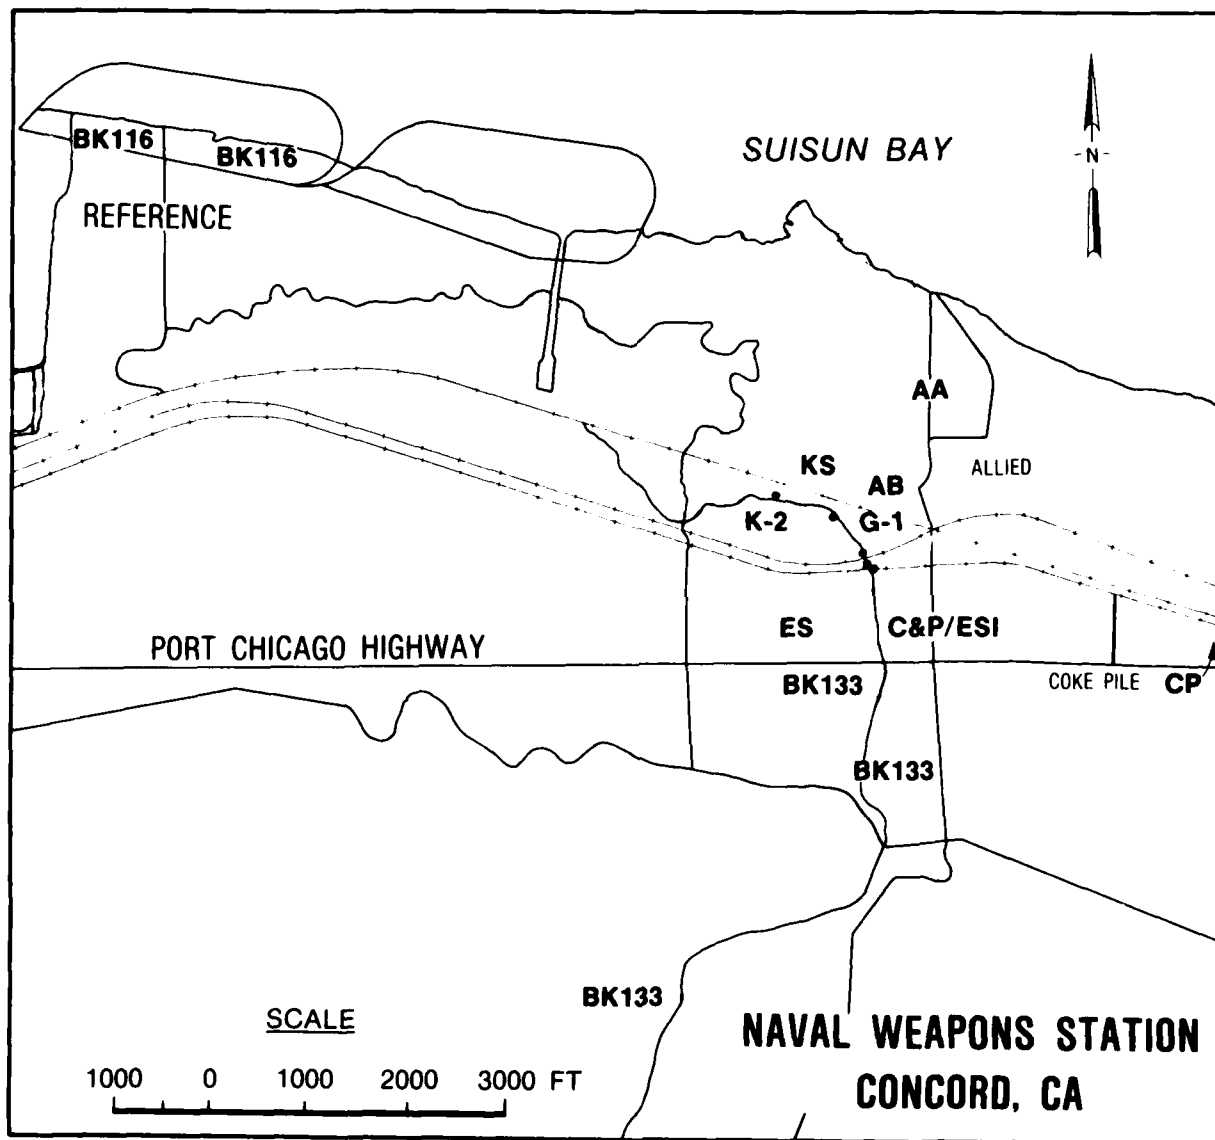 BK116
BK116
SUISUN BAY
N
REFERENCE
AA
KS
AB
ALLIED
K-2
G-1
ES
C&P/ESI
PORT CHICAGO HIGHWAY
BK133
COKE PILE
CP
BK133
BK133
SCALE
1000 0 1000 2000 3000 FT
NAVAL WEAPONS STATION
CONCORD, CA